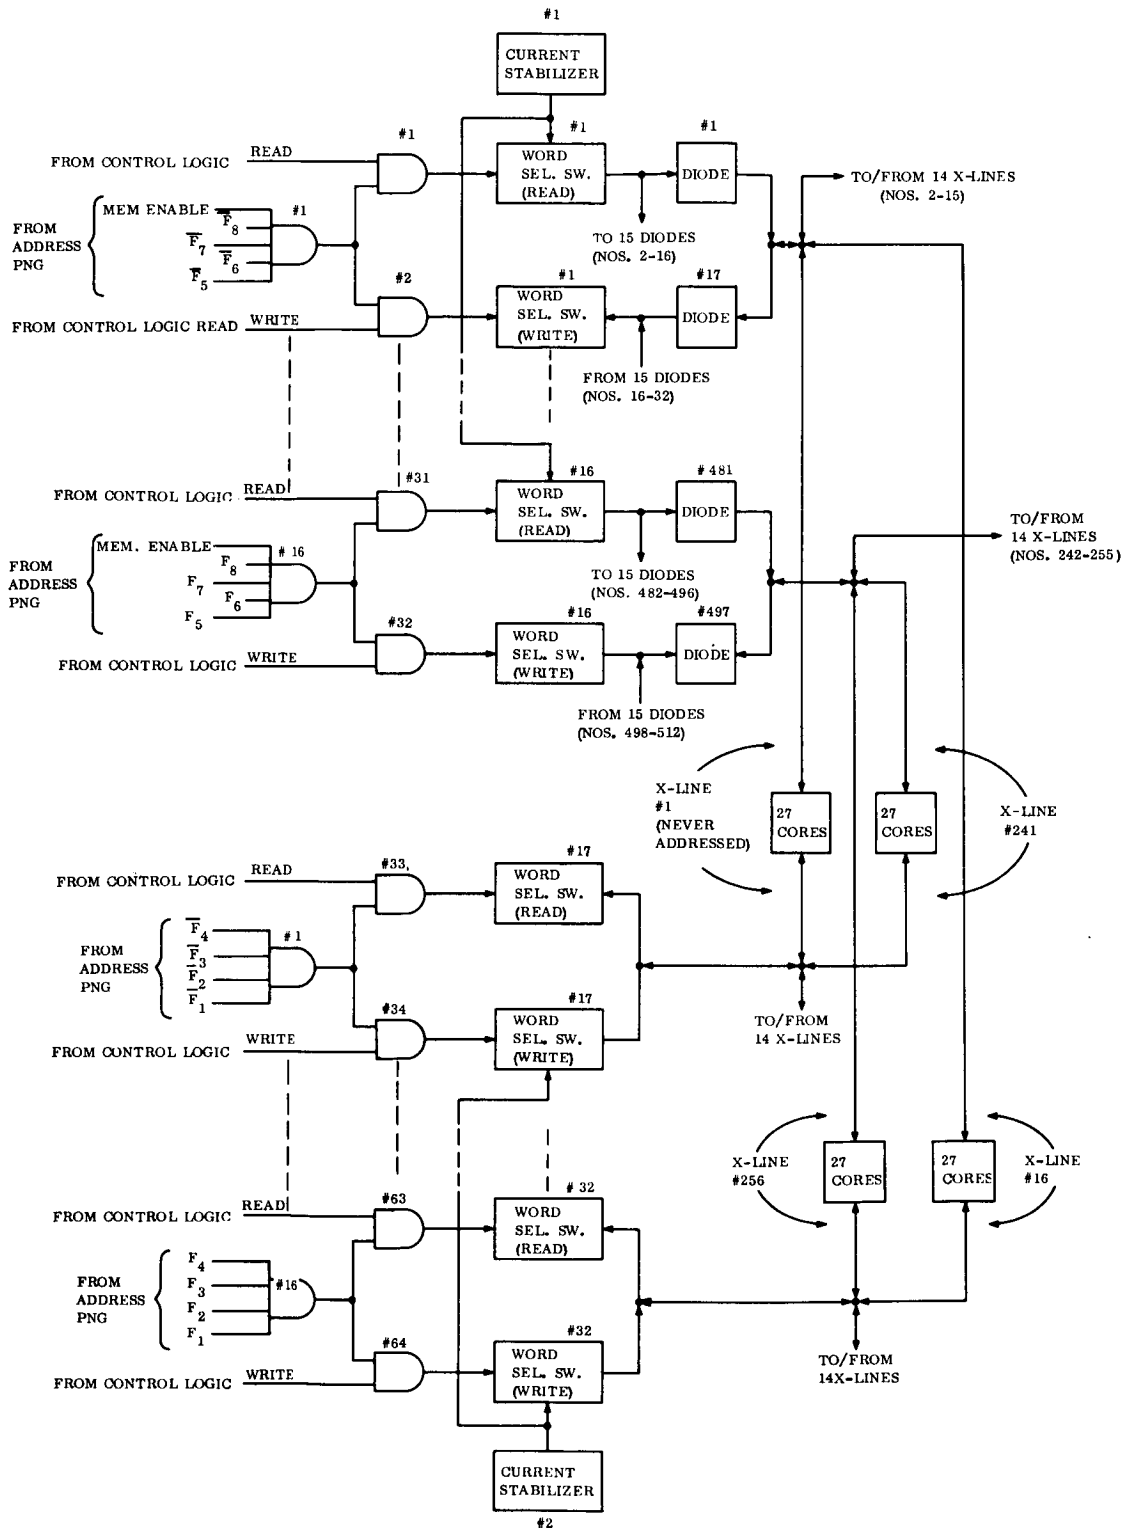 #1
CURRENT
STABILIZER
#1
#1
#1
FROM CONTROL LOGIC
READ
WORD
SEL. SW.
(READ)
DIODE
TO/FROM 14 X-LINES
(NOS. 2-15)
FROM
ADDRESS
PNG
MEM ENABLE
F̅8
F̅7
F̅6
F̅5
#1
TO 15 DIODES
(NOS. 2-16)
#2
#1
#17
FROM CONTROL LOGIC READ
WRITE
WORD
SEL. SW.
(WRITE)
DIODE
FROM 15 DIODES
(NOS. 16-32)
#31
#16
# 481
FROM CONTROL LOGIC
READ
WORD
SEL. SW.
(READ)
DIODE
TO/FROM
14 X-LINES
(NOS. 242-255)
FROM
ADDRESS
PNG
MEM. ENABLE
F8
F7
F6
F5
# 16
TO 15 DIODES
(NOS. 482-496)
#32
#16
#497
FROM CONTROL LOGIC
WRITE
WORD
SEL. SW.
(WRITE)
DIODE
FROM 15 DIODES
(NOS. 498-512)
X-LINE
#1
(NEVER
ADDRESSED)
27
CORES
27
CORES
X-LINE
#241
#33
#17
FROM CONTROL LOGIC
READ
WORD
SEL. SW.
(READ)
FROM
ADDRESS
PNG
F̅4
F̅3
F̅2
F̅1
#1
#34
#17
FROM CONTROL LOGIC
WRITE
WORD
SEL. SW.
(WRITE)
TO/FROM
14 X-LINES
X-LINE
#256
27
CORES
27
CORES
X-LINE
#16
#63
# 32
FROM CONTROL LOGIC
READ
WORD
SEL. SW.
(READ)
FROM
ADDRESS
PNG
F4
F3
F2
F1
#16
#64
#32
FROM CONTROL LOGIC
WRITE
WORD
SEL. SW.
(WRITE)
TO/FROM
14X-LINES
CURRENT
STABILIZER
#2